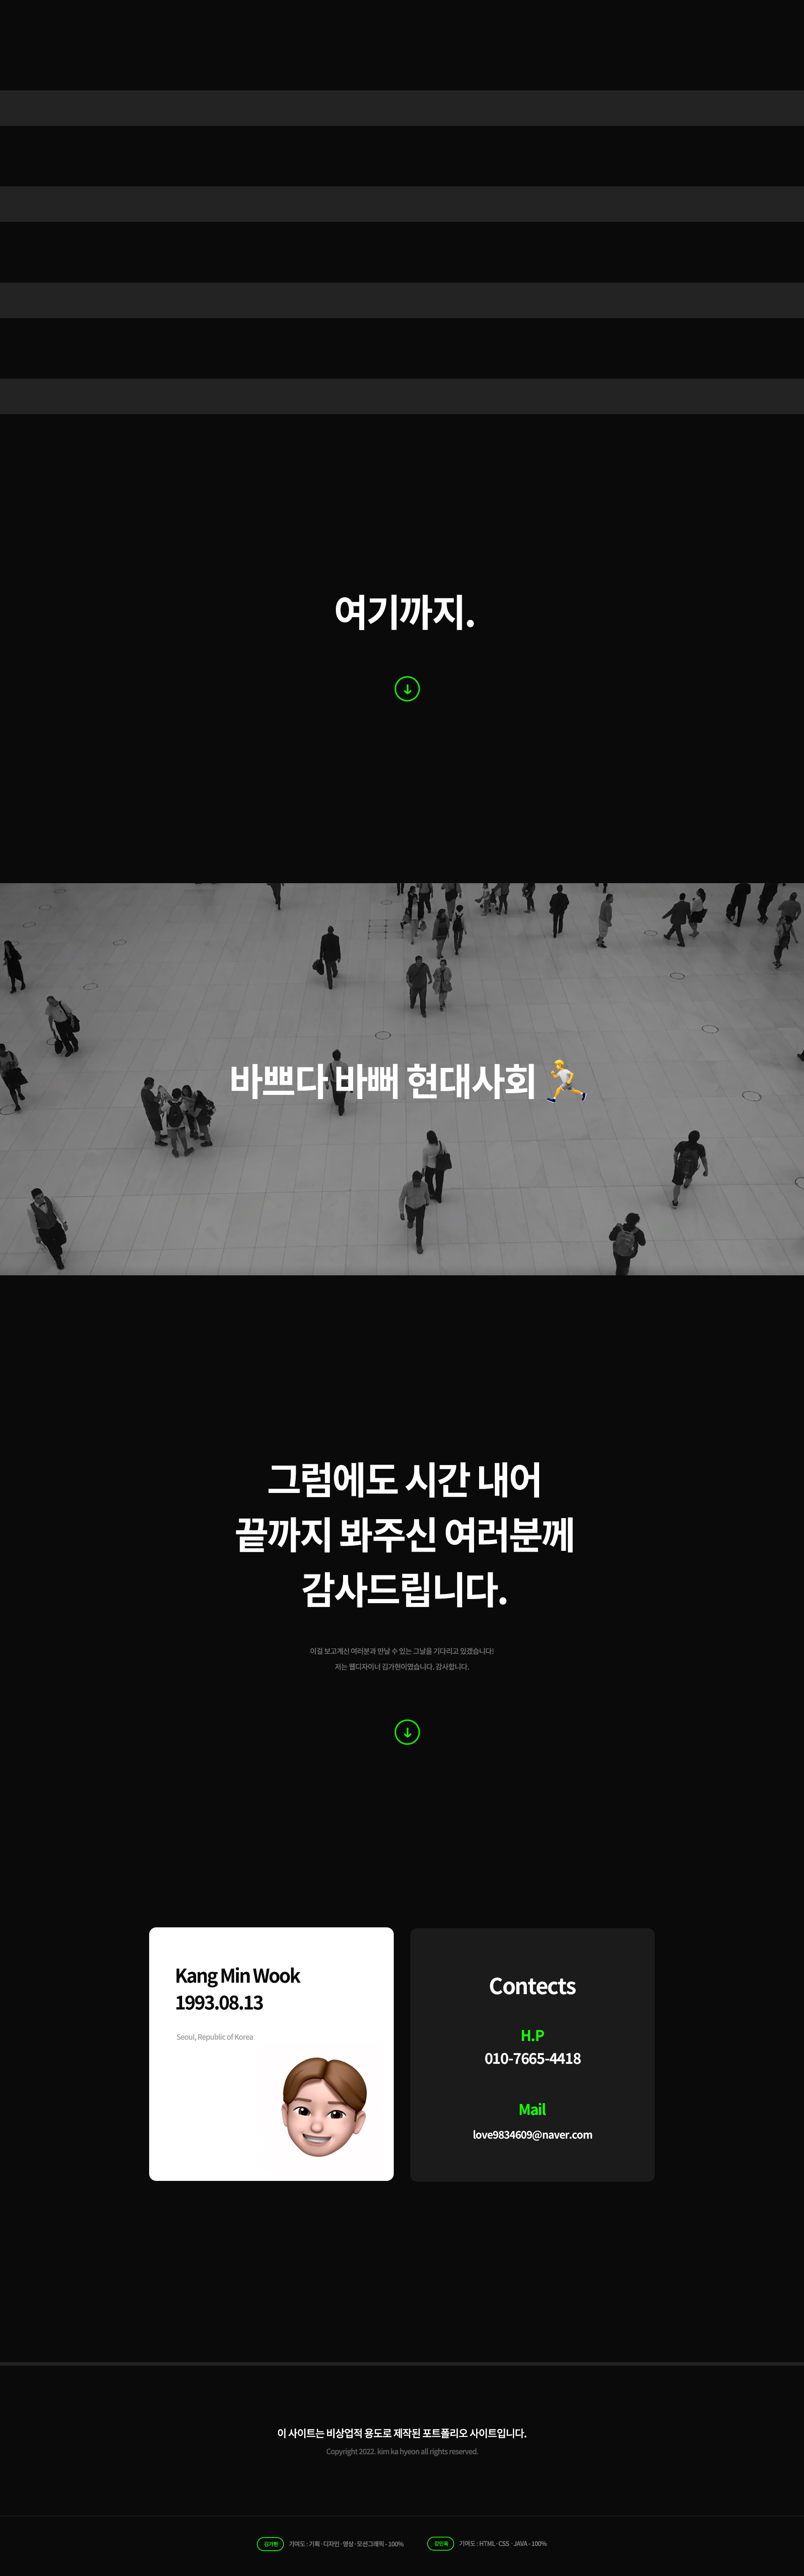 여기까지.
바쁘다 바뻐 현대사회
그럼에도 시간 내어
끝까지 봐주신 여러분께
감사드립니다.
이걸 보고계신 여러분과 만날 수 있는 그날을 기다리고 있겠습니다!
저는 웹디자이너 김가현이였습니다. 감사합니다.
Kang Min Wook
1993.08.13
Seoul, Republic of Korea
Contects
H.P
010-7665-4418
Mail
love9834609@naver.com
이 사이트는 비상업적 용도로 제작된 포트폴리오 사이트입니다.
Copyright 2022. kim ka hyeon all rights reserved.
김가현 기여도 : 기획 · 디자인 · 영상 · 모션그래픽 - 100%
강민욱 기여도 : HTML · CSS · JAVA - 100%